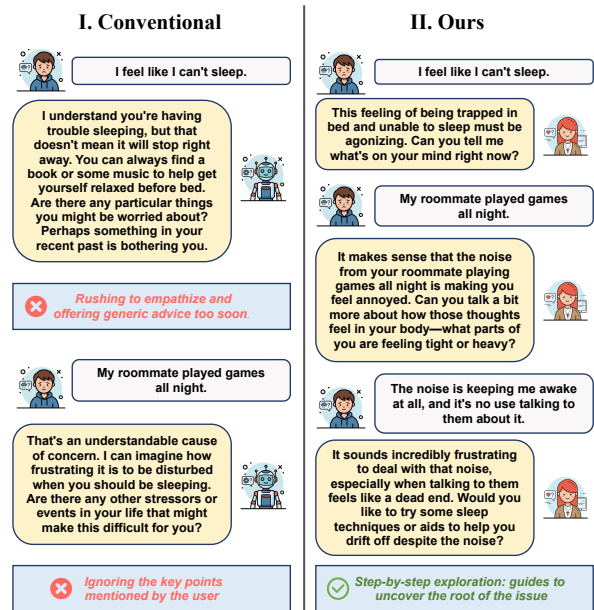 I. Conventional
I feel like I can't sleep.
I understand you're having
trouble sleeping, but that
doesn't mean it will stop right
away. You can always find a
book or some music to help get
yourself relaxed before bed.
Are there any particular things
you might be worried about?
Perhaps something in your
recent past is bothering you.
Rushing to empathize and
offering generic advice too soon.
My roommate played games
all night.
That's an understandable cause
of concern. I can imagine how
frustrating it is to be disturbed
when you should be sleeping.
Are there any other stressors or
events in your life that might
make this difficult for you?
Ignoring the key points
mentioned by the user
II. Ours
I feel like I can't sleep.
This feeling of being trapped in
bed and unable to sleep must be
agonizing. Can you tell me
what's on your mind right now?
My roommate played games
all night.
It makes sense that the noise
from your roommate playing
games all night is making you
feel annoyed. Can you talk a bit
more about how those thoughts
feel in your body—what parts of
you are feeling tight or heavy?
The noise is keeping me awake
at all, and it's no use talking to
them about it.
It sounds incredibly frustrating
to deal with that noise,
especially when talking to them
feels like a dead end. Would you
like to try some sleep
techniques or aids to help you
drift off despite the noise?
Step-by-step exploration: guides to
uncover the root of the issue